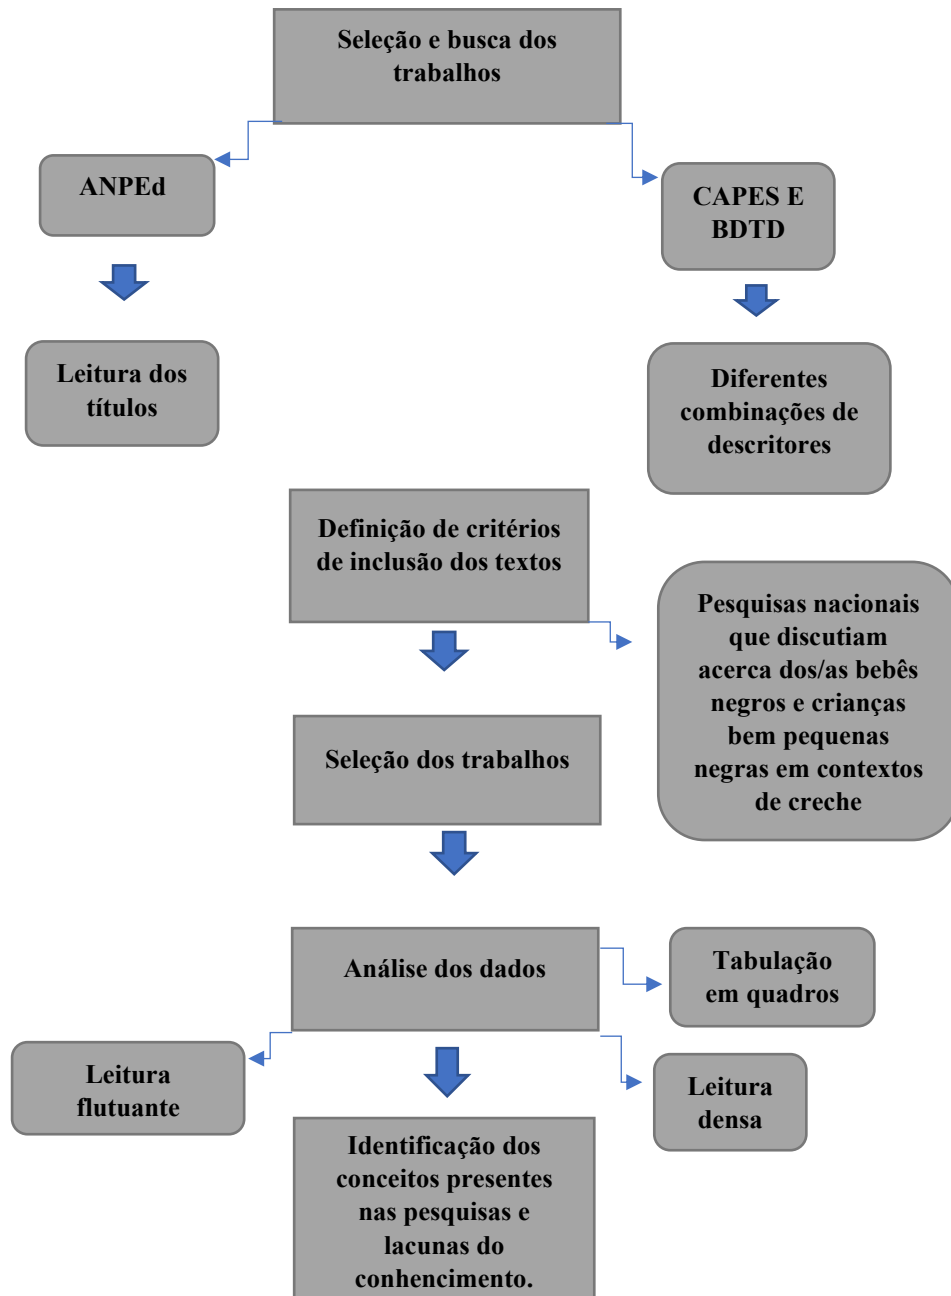 Seleção e busca dos
trabalhos
ANPEd
CAPES E
BDTD
Leitura dos
títulos
Diferentes
combinações de
descritores
Definição de critérios
de inclusão dos textos
Pesquisas nacionais
que discutiam
acerca dos/as bebês
negros e crianças
bem pequenas
negras em contextos
de creche
Seleção dos trabalhos
Análise dos dados
Tabulação
em quadros
Leitura
flutuante
Leitura
densa
Identificação dos
conceitos presentes
nas pesquisas e
lacunas do
conhencimento.